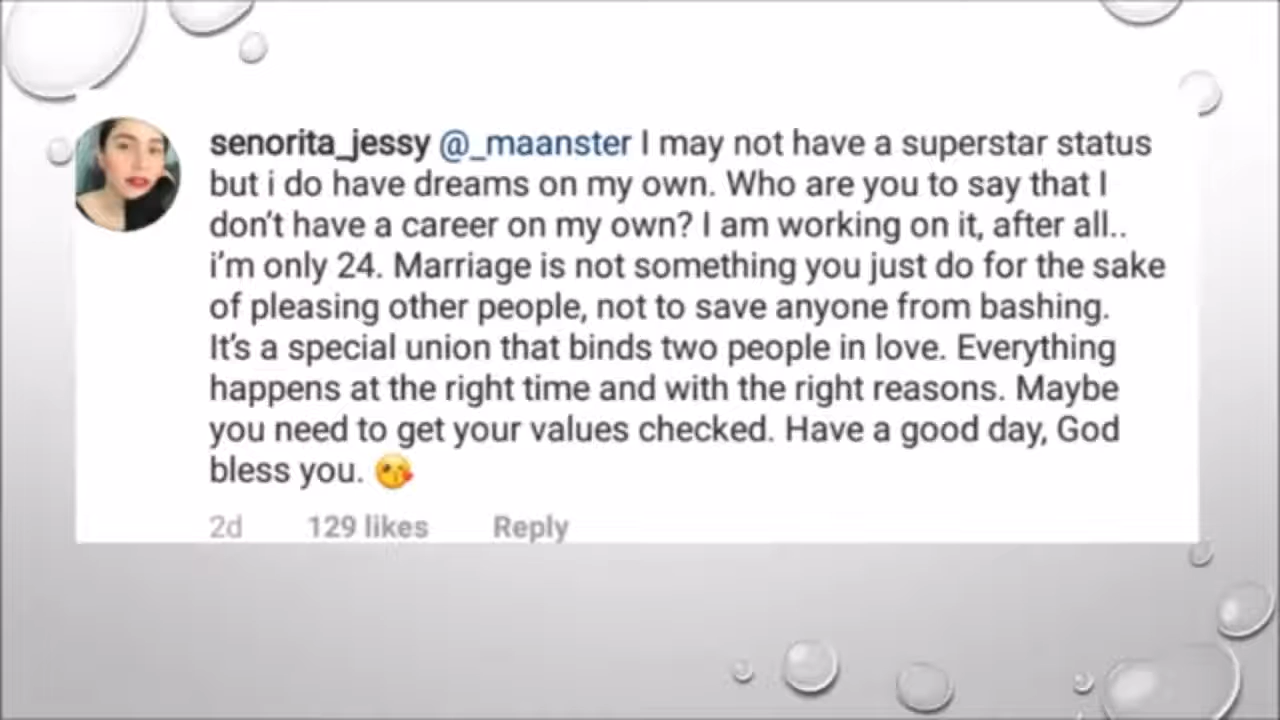 senorita_jessy @_maanster I may not have a superstar status
but i do have dreams on my own. Who are you to say that I
don't have a career on my own? I am working on it, after all..
i'm only 24. Marriage is not something you just do for the sake
of pleasing other people, not to save anyone from bashing.
It's a special union that binds two people in love. Everything
happens at the right time and with the right reasons. Maybe
you need to get your values checked. Have a good day, God
bless you. 😘
2d 129 likes Reply